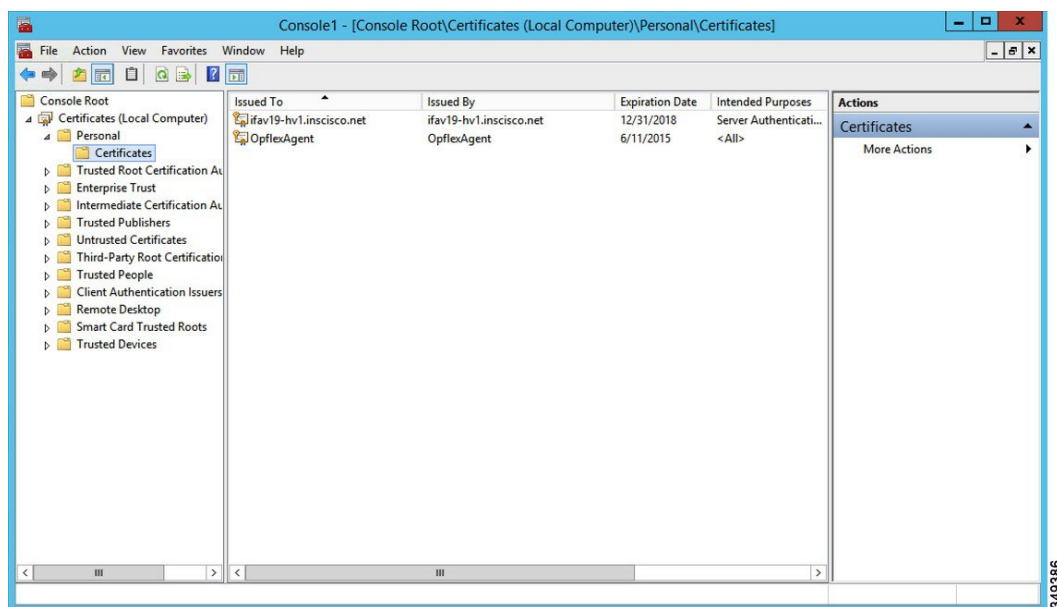 Console1 - [Console Root\Certificates (Local Computer)\Personal\Certificates]
File Action View Favorites Window Help
Console Root
Certificates (Local Computer)
Personal
Certificates
Trusted Root Certification Au
Enterprise Trust
Intermediate Certification Au
Trusted Publishers
Untrusted Certificates
Third-Party Root Certification
Trusted People
Client Authentication Issuers
Remote Desktop
Smart Card Trusted Roots
Trusted Devices
Issued To Issued By Expiration Date Intended Purposes
ifav19-hv1.inscisco.net ifav19-hv1.inscisco.net 12/31/2018 Server Authenticati...
OpflexAgent OpflexAgent 6/11/2015 <All>
Actions
Certificates
More Actions
349386